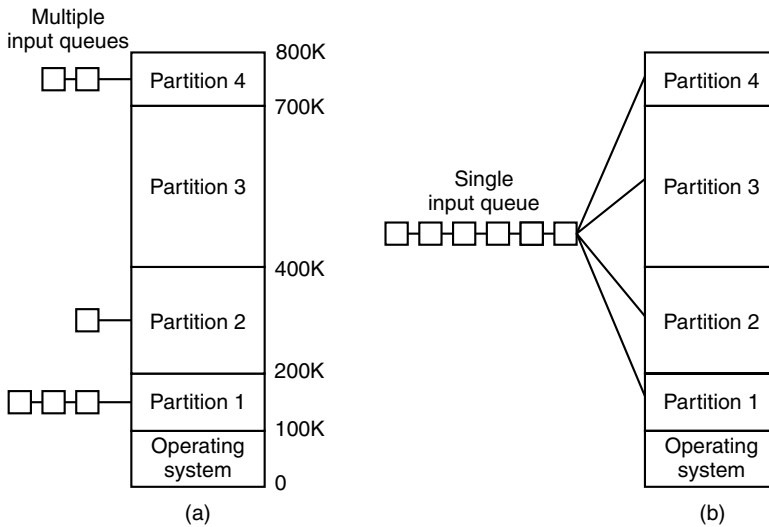 Multiple
input queues
800K
Partition 4
700K
Partition 3
400K
Partition 2
200K
Partition 1
100K
Operating
system
0
(a)
Single
input queue
Partition 4
Partition 3
Partition 2
Partition 1
Operating
system
(b)